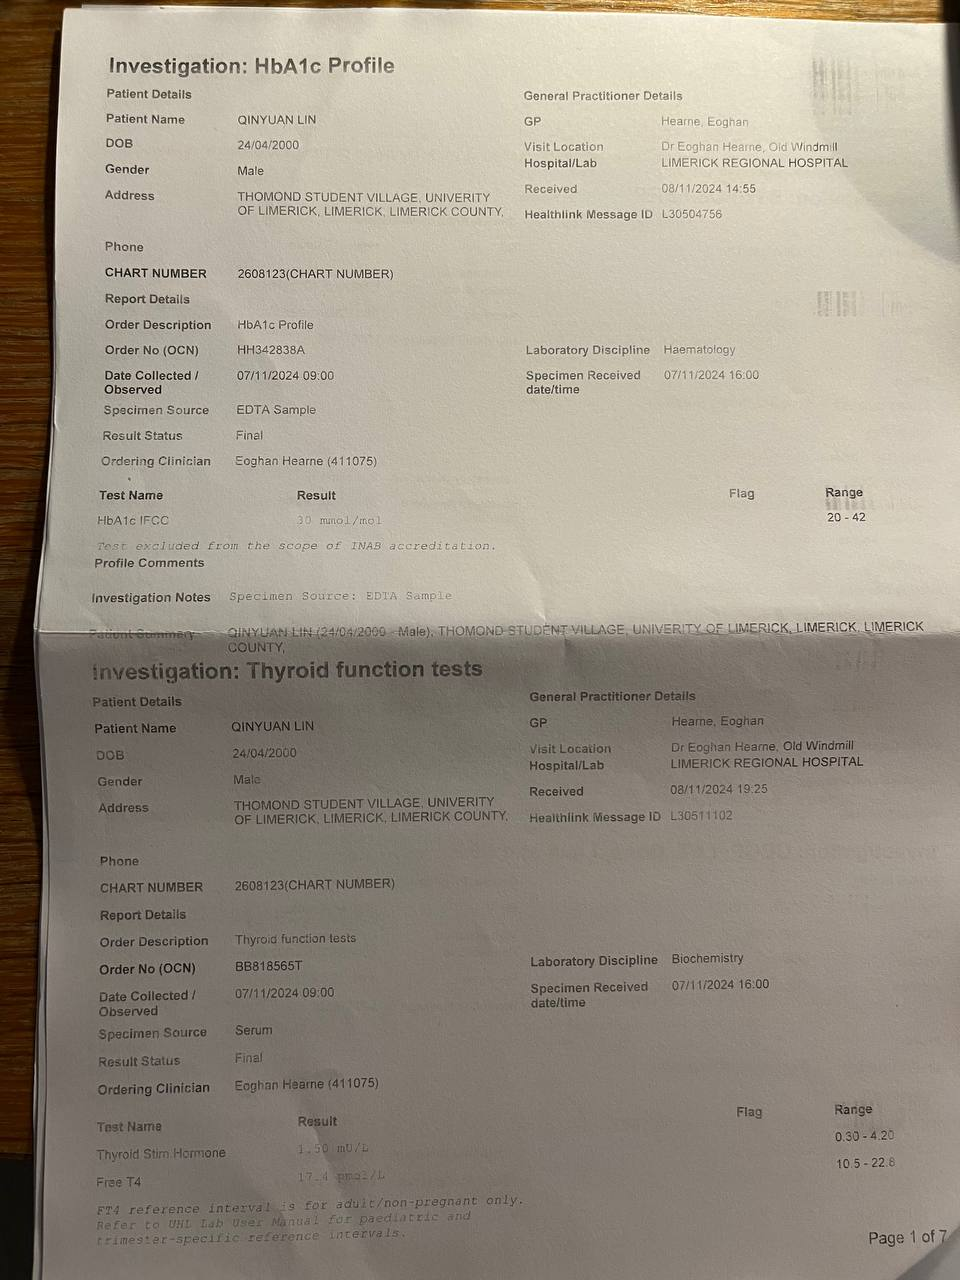 Investigation: HbA1c Profile
Patient Details
General Practitioner Details
Patient Name QINYUAN LIN
GP Hearne, Eoghan
DOB 24/04/2000
Visit Location Dr Eoghan Hearne, Old Windmill
Hospital/Lab LIMERICK REGIONAL HOSPITAL
Gender Male
Received 08/11/2024 14:55
Address THOMOND STUDENT VILLAGE, UNIVERITY
OF LIMERICK, LIMERICK, LIMERICK COUNTY,
Healthlink Message ID L30504756
Phone
CHART NUMBER 2608123(CHART NUMBER)
Report Details
Order Description HbA1c Profile
Order No (OCN) HH342838A
Laboratory Discipline Haematology
Date Collected / 07/11/2024 09:00
Observed
Specimen Received 07/11/2024 16:00
date/time
Specimen Source EDTA Sample
Result Status Final
Ordering Clinician Eoghan Hearne (411075)
Test Name Result Flag Range
HbA1c IFCC 30 mmol/mol 20 - 42
Test excluded from the scope of INAB accreditation.
Profile Comments
Investigation Notes Specimen Source: EDTA Sample
Patient Summary QINYUAN LIN (24/04/2000 - Male), THOMOND STUDENT VILLAGE, UNIVERITY OF LIMERICK, LIMERICK, LIMERICK
COUNTY,
Investigation: Thyroid function tests
Patient Details
General Practitioner Details
Patient Name QINYUAN LIN
GP Hearne, Eoghan
DOB 24/04/2000
Visit Location Dr Eoghan Hearne, Old Windmill
Hospital/Lab LIMERICK REGIONAL HOSPITAL
Gender Male
Received 08/11/2024 19:25
Address THOMOND STUDENT VILLAGE, UNIVERITY
OF LIMERICK, LIMERICK, LIMERICK COUNTY,
Healthlink Message ID L30511102
Phone
CHART NUMBER 2608123(CHART NUMBER)
Report Details
Order Description Thyroid function tests
Order No (OCN) BB818565T
Laboratory Discipline Biochemistry
Date Collected / 07/11/2024 09:00
Observed
Specimen Received 07/11/2024 16:00
date/time
Specimen Source Serum
Result Status Final
Ordering Clinician Eoghan Hearne (411075)
Test Name Result Flag Range
Thyroid Stim.Hormone 1.50 mU/L 0.30 - 4.20
Free T4 17.4 pmol/L 10.5 - 22.8
FT4 reference interval is for adult/non-pregnant only.
Refer to UHL Lab User Manual for paediatric and
trimester-specific reference intervals.
Page 1 of 7